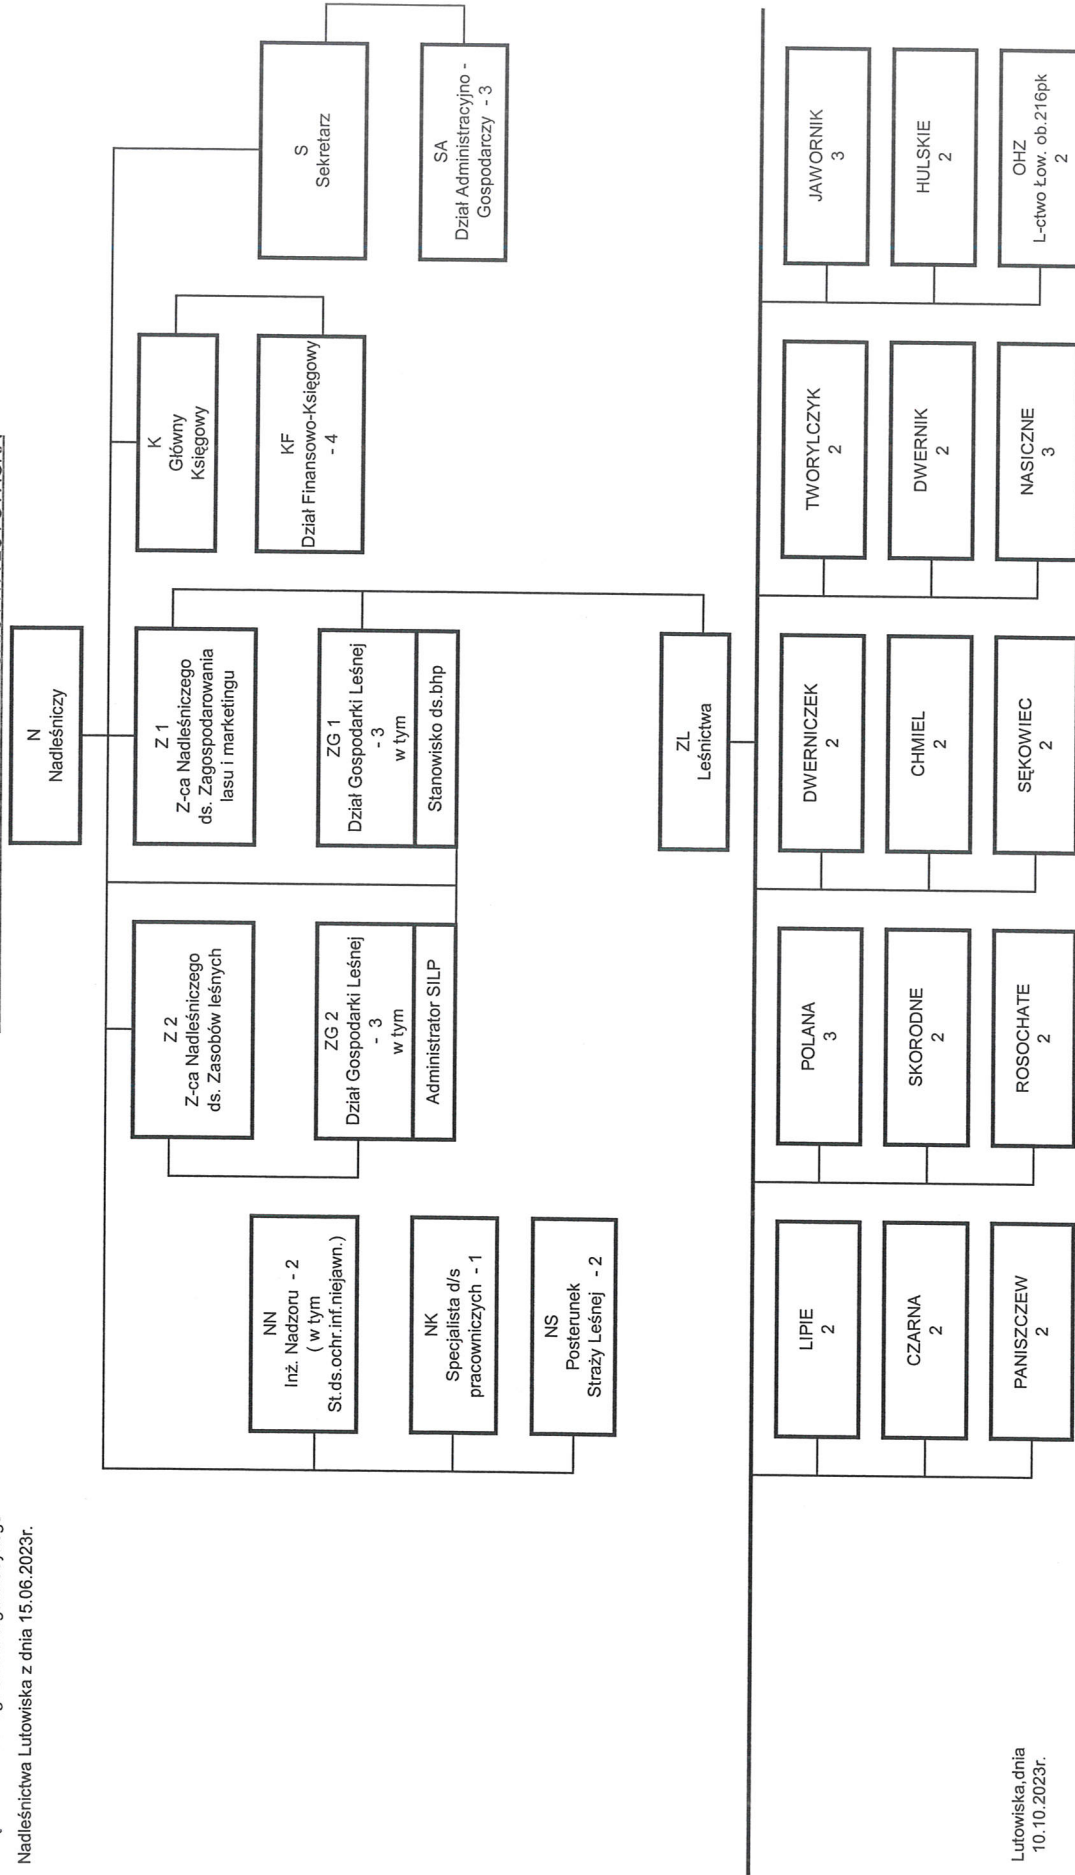 Nadleśnictwa Lutowiska z dnia 15.06.2023r.
N
Nadleśniczy
Z 2
Z-ca Nadleśniczego
ds. Zasobów leśnych
Z 1
Z-ca Nadleśniczego
ds. Zagospodarowania
lasu i marketingu
K
Główny
Księgowy
S
Sekretarz
NN
Inż. Nadzoru - 2
( w tym
St.ds.ochr.inf.niejawn.)
ZG 2
Dział Gospodarki Leśnej
- 3
w tym
Administrator SILP
ZG 1
Dział Gospodarki Leśnej
- 3
w tym
Stanowisko ds.bhp
KF
Dział Finansowo-Księgowy
- 4
SA
Dział Administracyjno -
Gospodarczy - 3
NK
Specjalista d/s
pracowniczych - 1
NS
Posterunek
Straży Leśnej - 2
ZL
Leśnictwa
LIPIE
2
POLANA
3
DWERNICZEK
2
TWORYLCZYK
2
JAWORNIK
3
CZARNA
2
SKORODNE
2
CHMIEL
2
DWERNIK
2
HULSKIE
2
PANISZCZEW
2
ROSOCHATE
2
SĘKOWIEC
2
NASICZNE
3
OHZ
L-ctwo Łow. ob.216pk
2
Lutowiska,dnia
10.10.2023r.